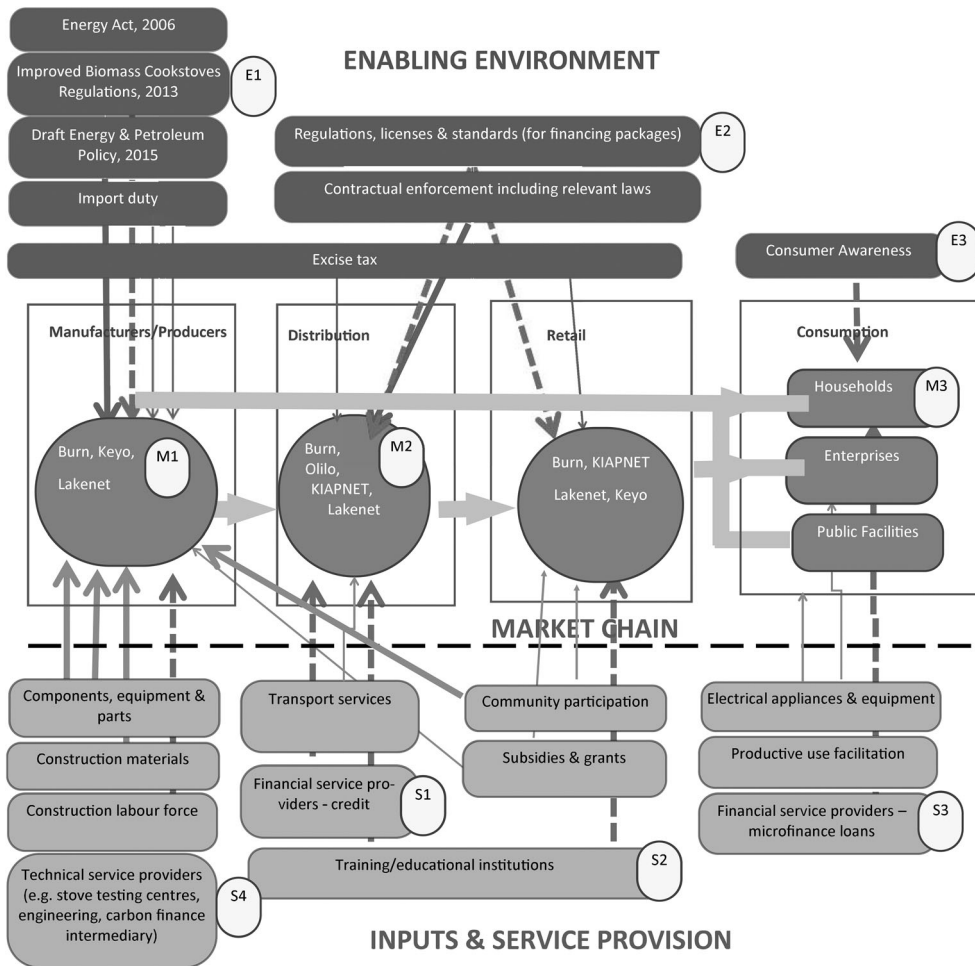 Energy Act, 2006
ENABLING ENVIRONMENT
Improved Biomass Cookstoves
Regulations, 2013
E1
Draft Energy & Petroleum
Policy, 2015
Import duty
Regulations, licenses & standards (for financing packages)
E2
Contractual enforcement including relevant laws
Excise tax
Consumer Awareness
E3
Manufacturers/Producers
Distribution
Retail
Consumption
Burn, Keyo,
Lakenet
M1
Burn,
Olilo,
KIAPNET,
Lakenet
M2
Burn, KIAPNET
Lakenet, Keyo
Households
M3
Enterprises
Public Facilities
MARKET CHAIN
Components, equipment &
parts
Construction materials
Construction labour force
Technical service providers
(e.g. stove testing centres,
engineering, carbon finance
intermediary)
S4
Transport services
Financial service pro-
viders - credit
S1
Training/educational institutions
S2
Community participation
Subsidies & grants
Electrical appliances & equipment
Productive use facilitation
Financial service providers –
microfinance loans
S3
INPUTS & SERVICE PROVISION